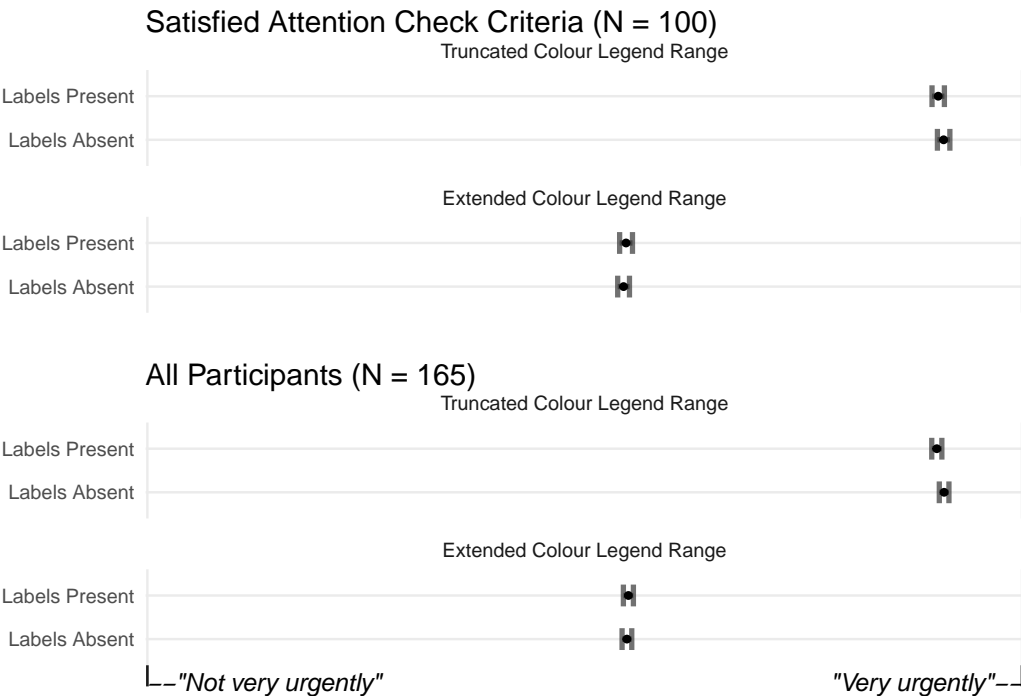 Satisfied Attention Check Criteria (N = 100)
Truncated Colour Legend Range
Labels Present
Labels Absent
Extended Colour Legend Range
Labels Present
Labels Absent
All Participants (N = 165)
Truncated Colour Legend Range
Labels Present
Labels Absent
Extended Colour Legend Range
Labels Present
Labels Absent
"Not very urgently" "Very urgently"